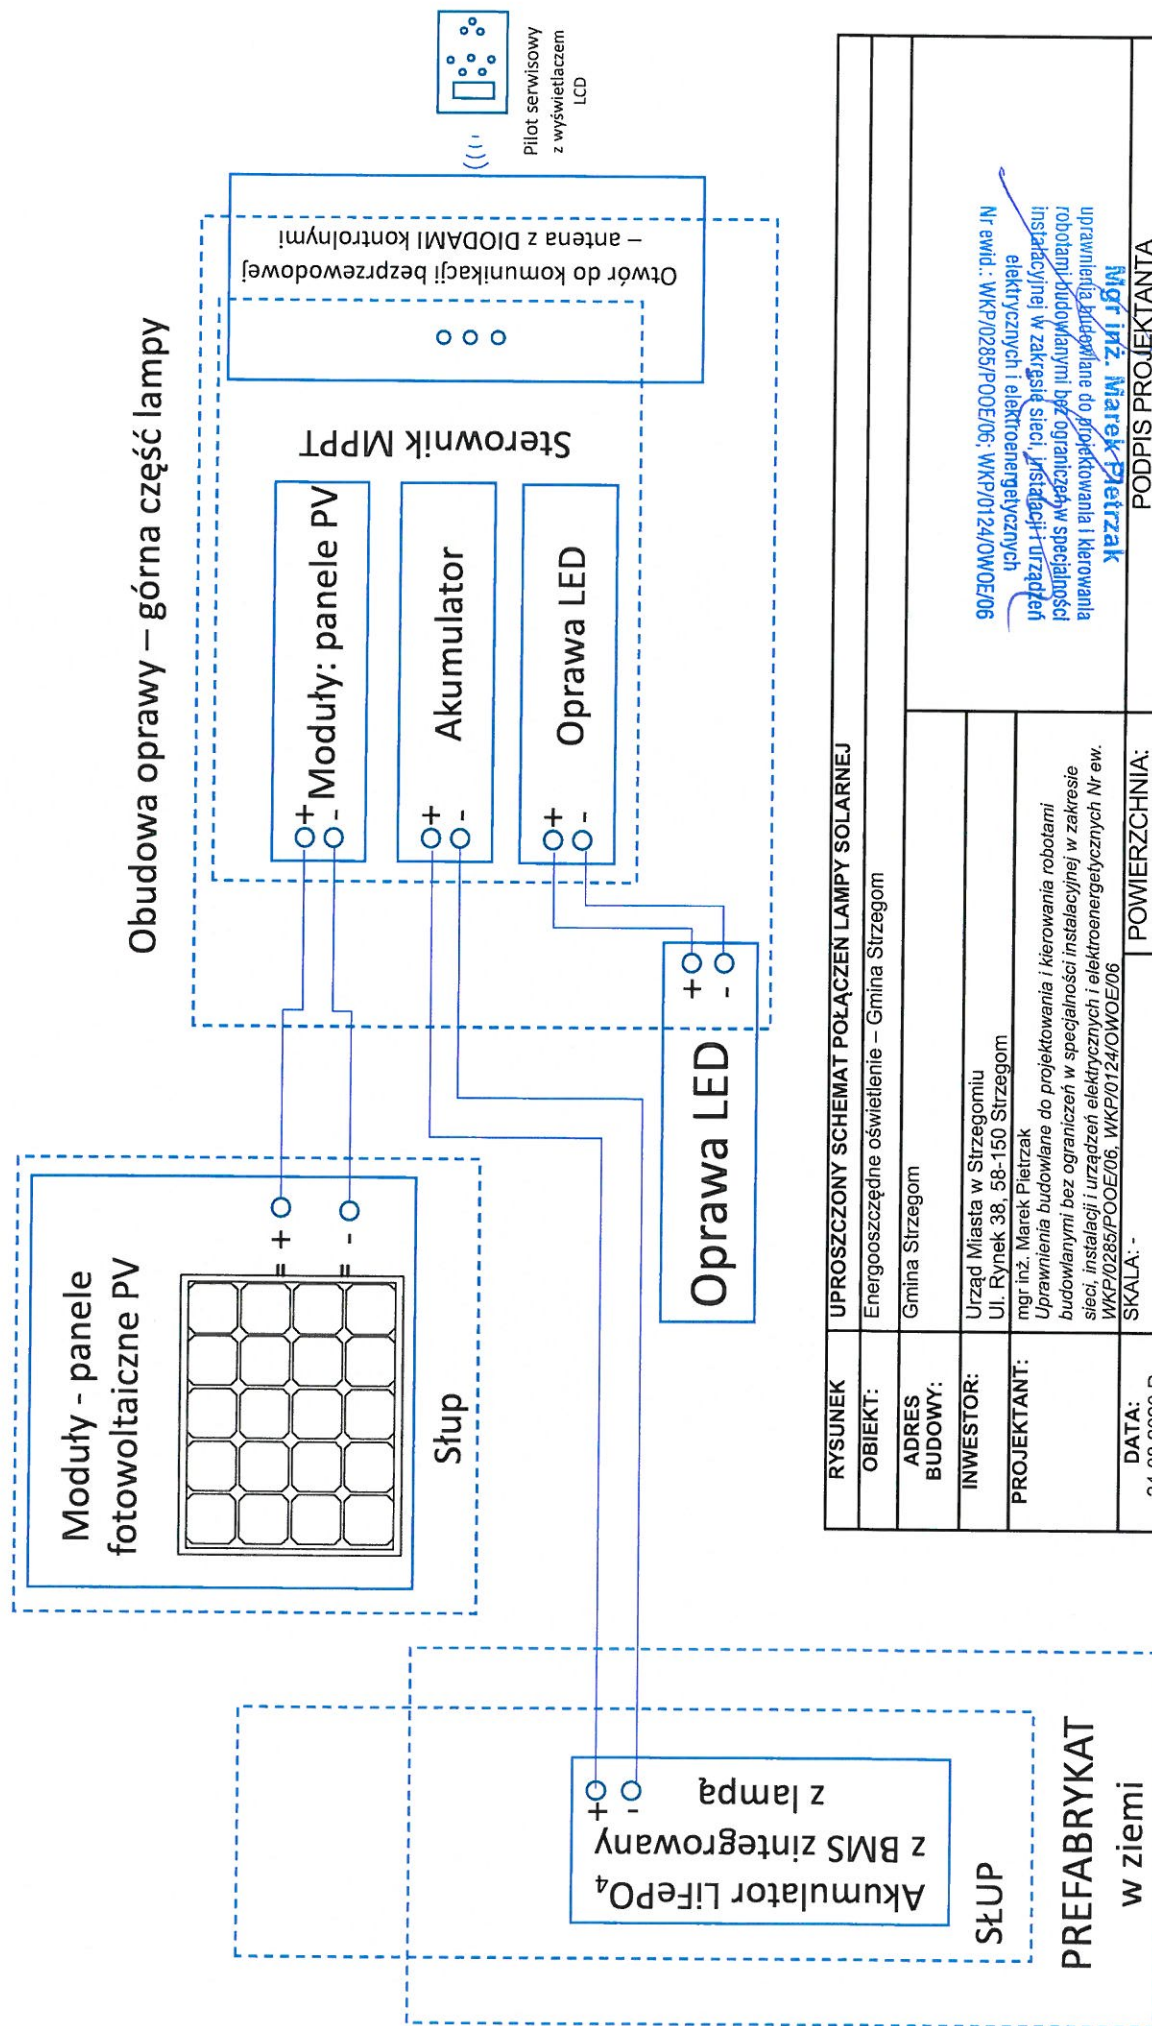 Obudowa oprawy – górna część lampy
Moduły - panele
fotowoltaiczne PV
+
-
Słup
+
-
Moduły: panele PV
+
-
Akumulator
+
-
Oprawa LED
Sterownik MPPT
Otwór do komunikacji bezprzewodowej
– antena z DIODAMI kontrolnymi
Pilot serwisowy
z wyświetlaczem
LCD
Oprawa LED
+
-
Akumulator LiFePO4
z BMS zintegrowany
z lampą
+
-
SŁUP
PREFABRYKAT
w ziemi
RYSUNEK UPROSZCZONY SCHEMAT POŁĄCZEŃ LAMPY SOLARNEJ
OBIEKT: Energooszczędne oświetlenie – Gmina Strzegom
ADRES
BUDOWY:
Gmina Strzegom
INWESTOR:
Urząd Miasta w Strzegomiu
Ul. Rynek 38, 58-150 Strzegom
PROJEKTANT:
mgr inż. Marek Pietrzak
Uprawnienia budowlane do projektowania i kierowania robotami
budowlanymi bez ograniczeń w specjalności instalacyjnej w zakresie
sieci, instalacji i urządzeń elektrycznych i elektroenergetycznych Nr ew.
WKP/0285/POOE/06, WKP/0124/OWOE/06
Nr ewid.: WKP/0285/POOE/06; WKP/0124/OWOE/06
elektrycznych i elektroenergetycznych
instalacyjnej w zakresie sieci, instalacji i urządzeń
robotami budowlanymi bez ograniczeń w specjalności
uprawnienia budowlane do projektowania i kierowania
Mgr inż. Marek Pietrzak
DATA:
SKALA: -
POWIERZCHNIA:
PODPIS PROJEKTANTA